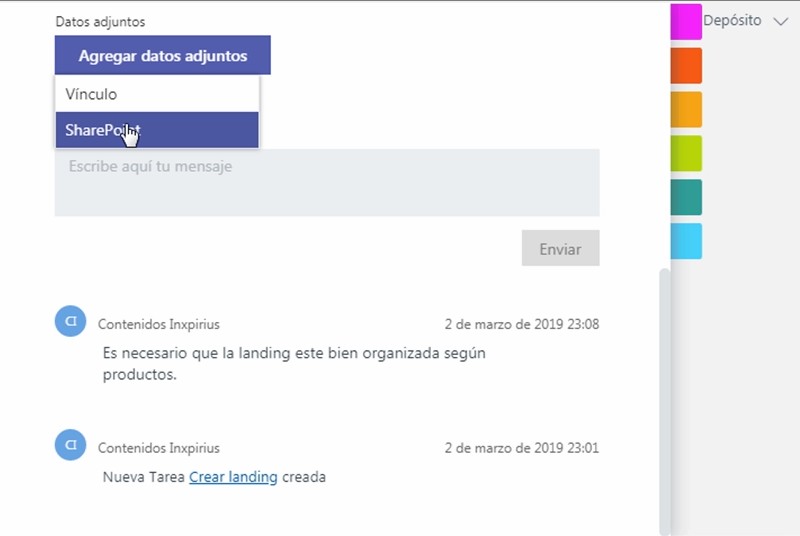 Datos adjuntos
Depósito
Agregar datos adjuntos
Vínculo
SharePoint
Escribe aquí tu mensaje
Enviar
CI
Contenidos Inxpirius
2 de marzo de 2019 23:08
Es necesario que la landing este bien organizada según
productos.
CI
Contenidos Inxpirius
2 de marzo de 2019 23:01
Nueva Tarea Crear landing creada